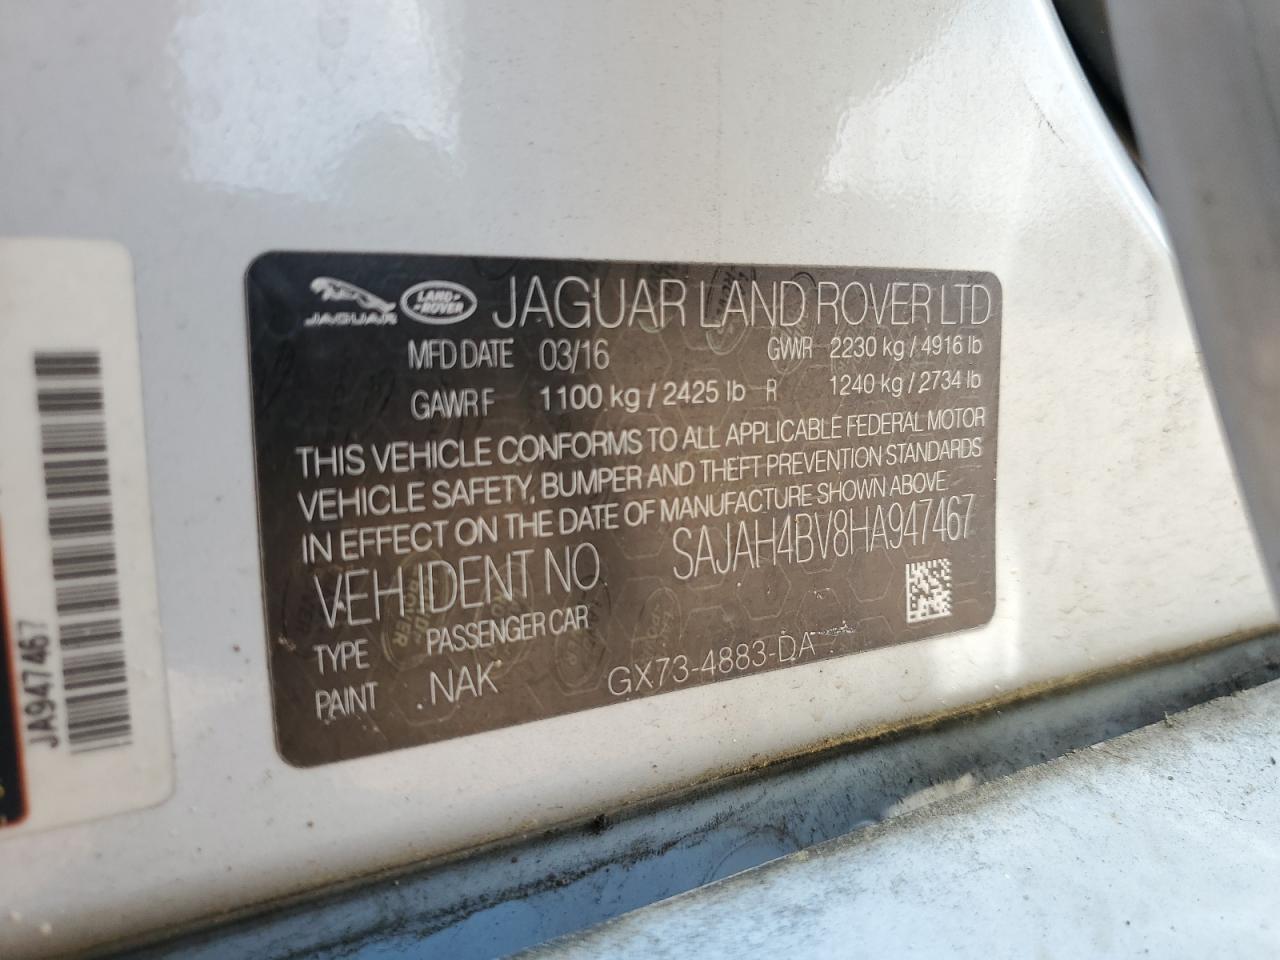 JAGUAR LAND ROVER JAGUAR LAND ROVER LTD
MFD DATE 03/16 GVWR 2230 kg / 4916 lb
GAWR F 1100 kg / 2425 lb R 1240 kg / 2734 lb
THIS VEHICLE CONFORMS TO ALL APPLICABLE FEDERAL MOTOR
VEHICLE SAFETY, BUMPER AND THEFT PREVENTION STANDARDS
IN EFFECT ON THE DATE OF MANUFACTURE SHOWN ABOVE.
VEH IDENT NO. SAJAH4BV8HA947467
TYPE PASSENGER CAR
PAINT NAK GX73-4883-DA
JA947467